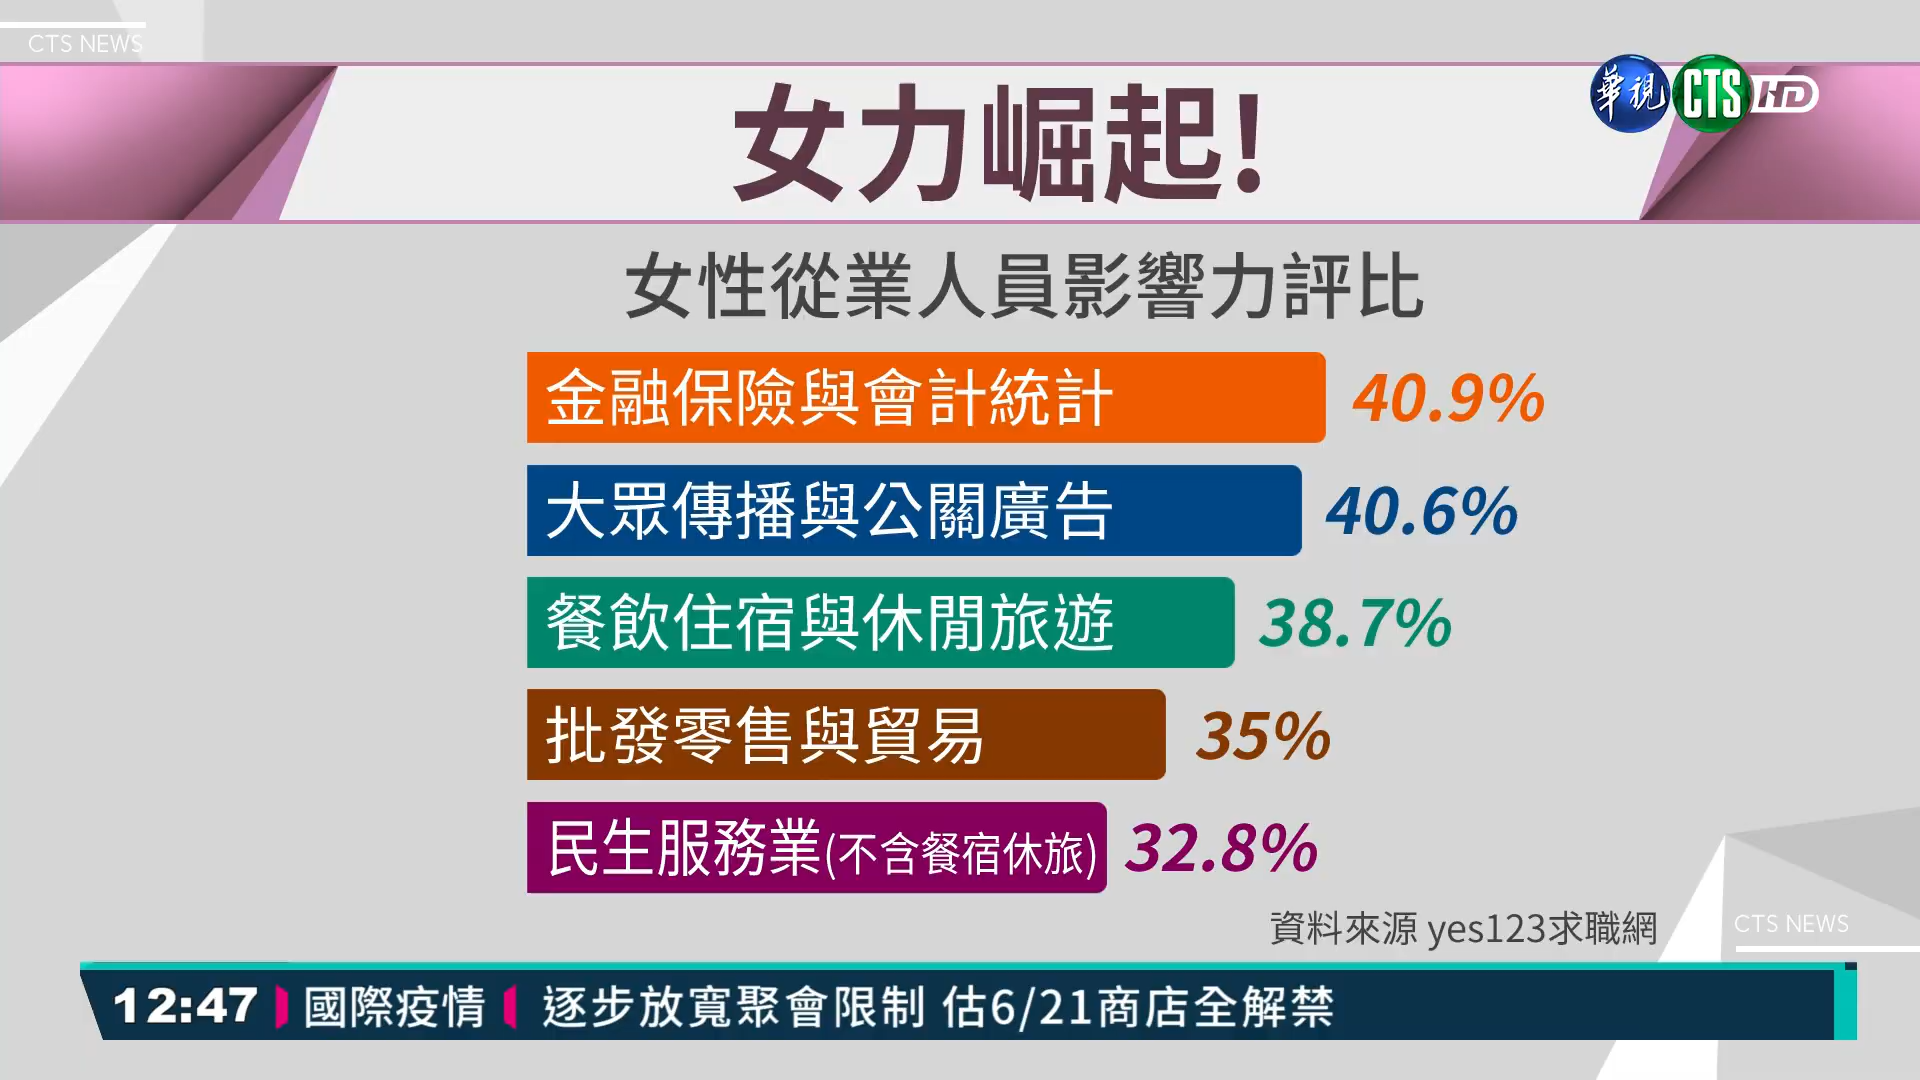 CTS NEWS
華視 CTS HD
女力崛起!
女性從業人員影響力評比
金融保險與會計統計 40.9%
大眾傳播與公關廣告 40.6%
餐飲住宿與休閒旅遊 38.7%
批發零售與貿易 35%
民生服務業(不含餐宿休旅) 32.8%
資料來源 yes123求職網
CTS NEWS
12:47 國際疫情 逐步放寬聚會限制 估6/21商店全解禁